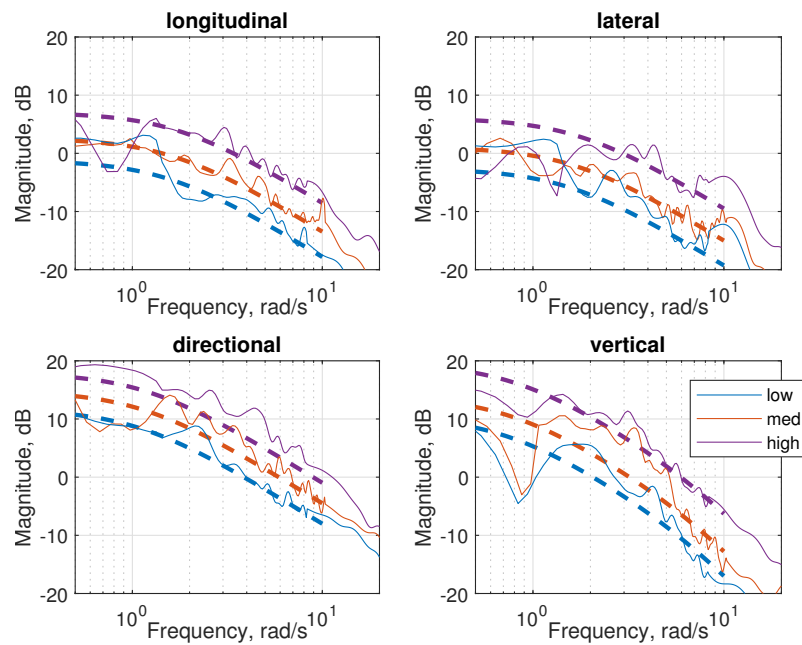 longitudinal
20
10
0
-10
-20
Magnitude, dB
10^0
10^1
Frequency, rad/s
lateral
20
10
0
-10
-20
Magnitude, dB
10^0
10^1
Frequency, rad/s
directional
20
10
0
-10
-20
Magnitude, dB
10^0
10^1
Frequency, rad/s
vertical
20
10
0
-10
-20
Magnitude, dB
10^0
10^1
Frequency, rad/s
low
med
high